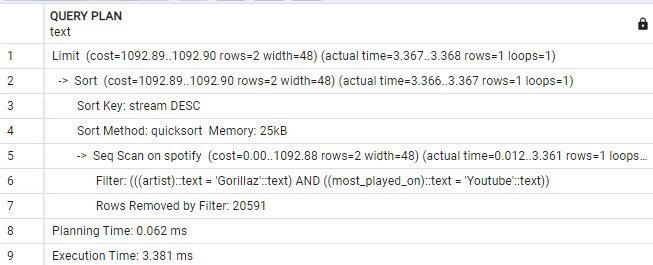 QUERY PLAN
text
1 Limit (cost=1092.89..1092.90 rows=2 width=48) (actual time=3.367..3.368 rows=1 loops=1)
2 -> Sort (cost=1092.89..1092.90 rows=2 width=48) (actual time=3.366..3.367 rows=1 loops=1)
3 Sort Key: stream DESC
4 Sort Method: quicksort Memory: 25kB
5 -> Seq Scan on spotify (cost=0.00..1092.88 rows=2 width=48) (actual time=0.012..3.361 rows=1 loops...
6 Filter: (((artist)::text = 'Gorillaz'::text) AND ((most_played_on)::text = 'Youtube'::text))
7 Rows Removed by Filter: 20591
8 Planning Time: 0.062 ms
9 Execution Time: 3.381 ms